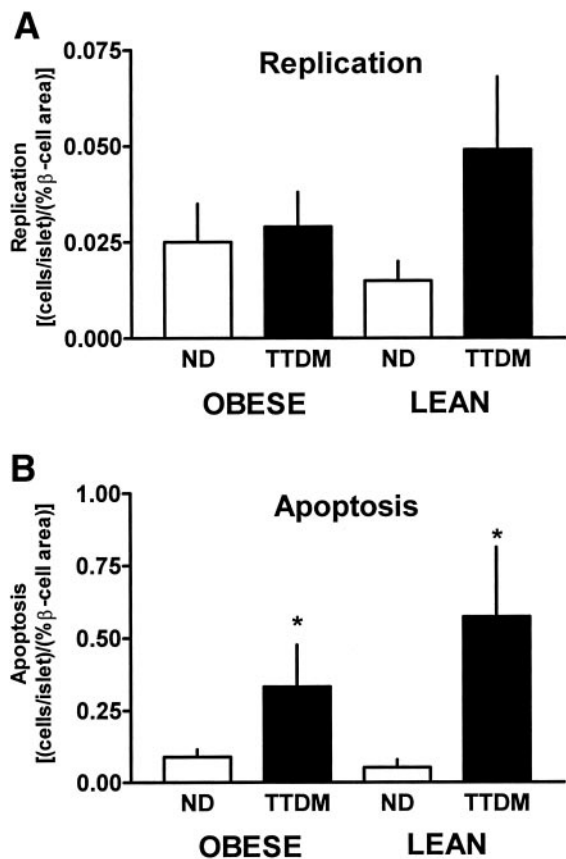 A
Replication
0.075
0.050
0.025
0.000
Replication
[(cells/islet)/(%β-cell area)]
ND TTDM ND TTDM
OBESE LEAN
B
Apoptosis
1.00
0.75
0.50
0.25
0.00
Apoptosis
[(cells/islet)/(%β-cell area)]
*
*
ND TTDM ND TTDM
OBESE LEAN